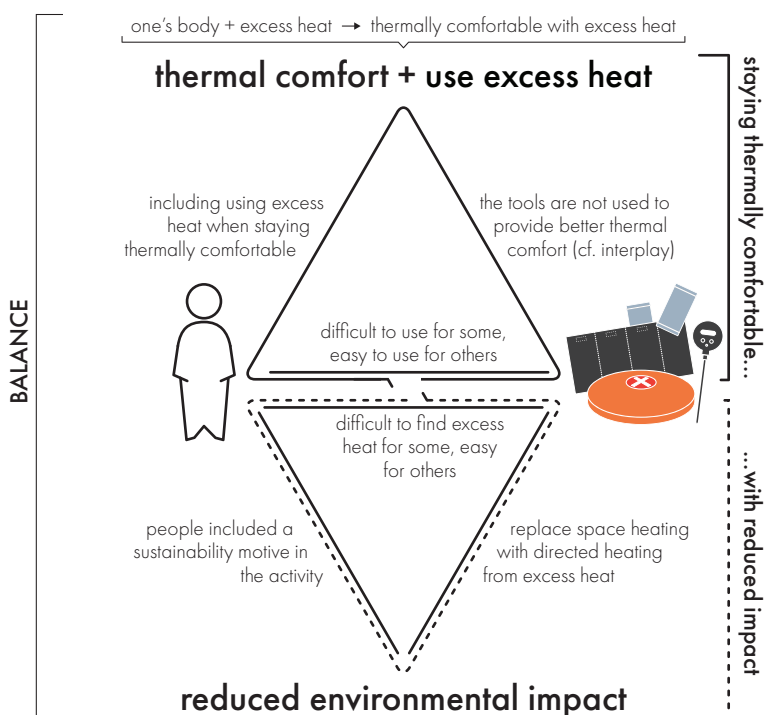 one's body + excess heat → thermally comfortable with excess heat
thermal comfort + use excess heat
including using excess
heat when staying
thermally comfortable
the tools are not used to
provide better thermal
comfort (cf. interplay)
staying thermally comfortable...
BALANCE
difficult to use for some,
easy to use for others
difficult to find excess
heat for some, easy
for others
people included a
sustainability motive in
the activity
replace space heating
with directed heating
from excess heat
...with reduced impact
reduced environmental impact